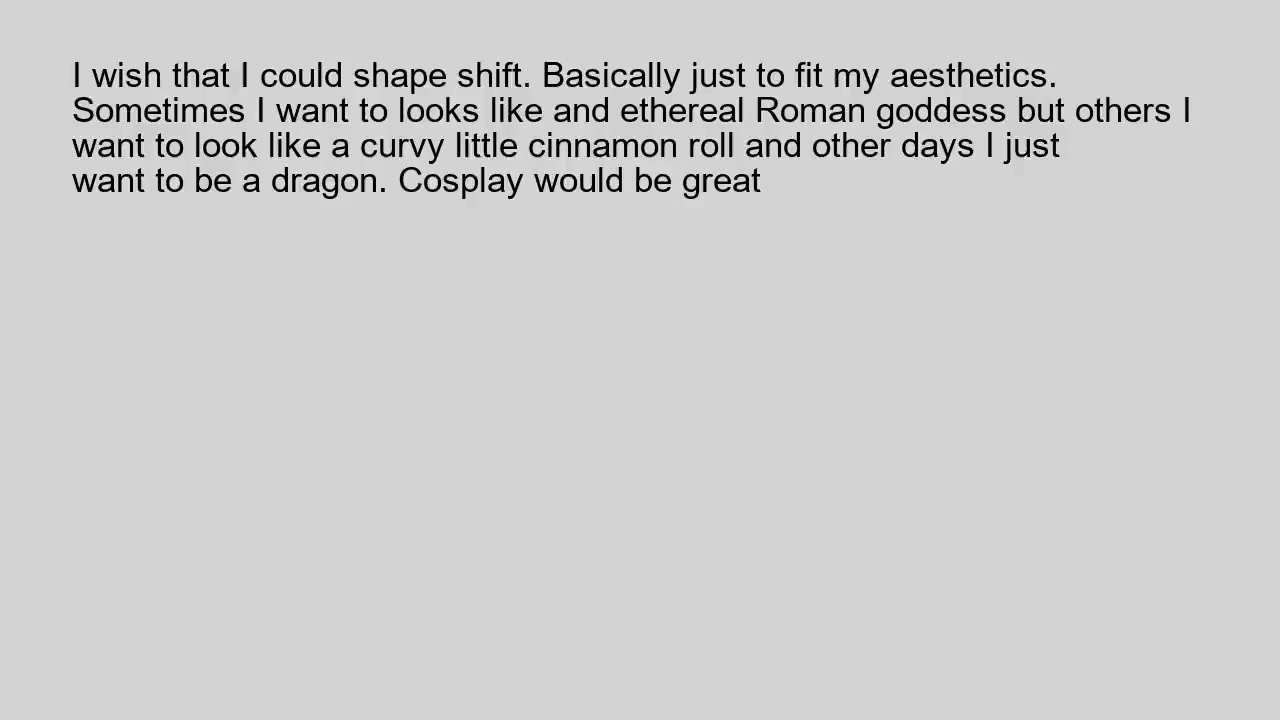 I wish that I could shape shift. Basically just to fit my aesthetics.
Sometimes I want to looks like and ethereal Roman goddess but others I
want to look like a curvy little cinnamon roll and other days I just
want to be a dragon. Cosplay would be great